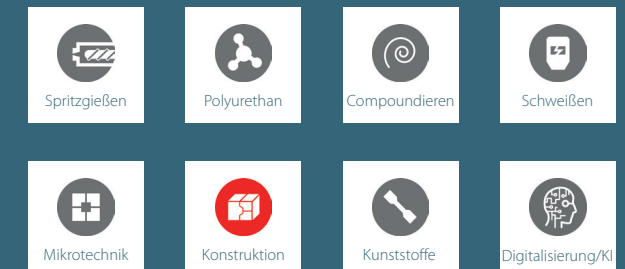 Spritzgießen
Polyurethan
Compoundieren
Schweißen
Mikrotechnik
Konstruktion
Kunststoffe
Digitalisierung/KI